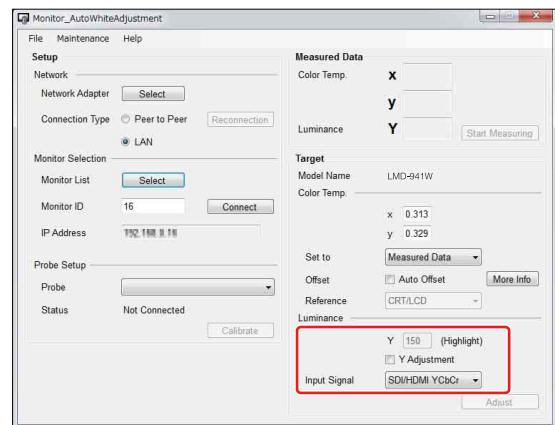 Monitor_AutoWhiteAdjustment
File Maintenance Help
Setup
Network
Network Adapter Select
Connection Type Peer to Peer Reconnection
LAN
Monitor Selection
Monitor List Select
Monitor ID 16 Connect
IP Address
Probe Setup
Probe
Status Not Connected
Calibrate
Measured Data
Color Temp. x
y
Luminance Y Start Measuring
Target
Model Name LMD-941W
Color Temp.
x 0.313
y 0.329
Set to Measured Data
Offset Auto Offset More Info
Reference CRT/LCD
Luminance
Y 150 (Highlight)
Y Adjustment
Input Signal SDI/HDMI YCbCr
Adjust